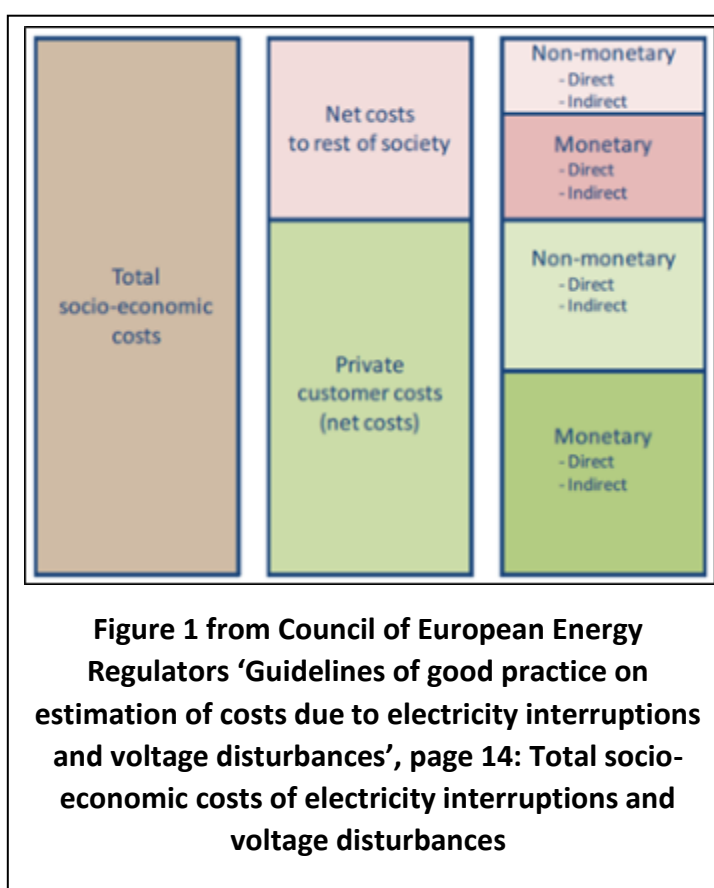 Total
socio-economic
costs
Net costs
to rest of society
Private
customer costs
(net costs)
Non-monetary
- Direct
- Indirect
Monetary
- Direct
- Indirect
Non-monetary
- Direct
- Indirect
Monetary
- Direct
- Indirect
Figure 1 from Council of European Energy
Regulators ‘Guidelines of good practice on
estimation of costs due to electricity interruptions
and voltage disturbances’, page 14: Total socio-
economic costs of electricity interruptions and
voltage disturbances